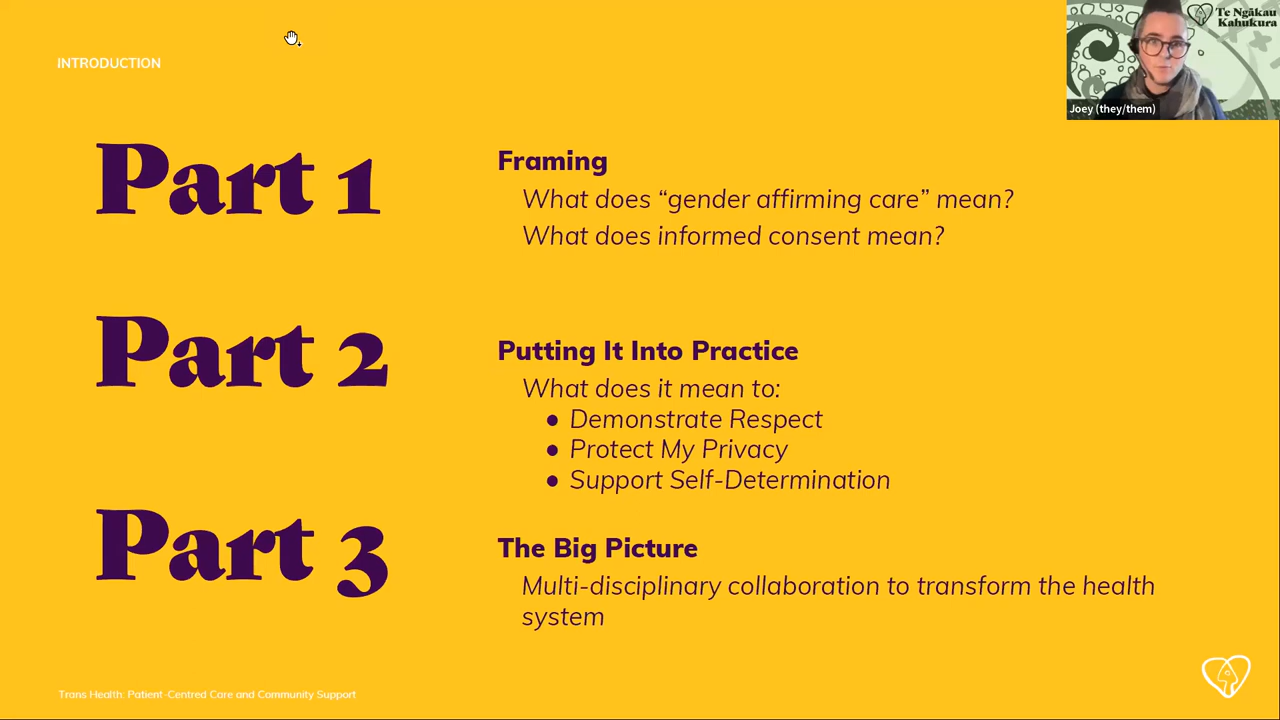 INTRODUCTION
Te Ngākau
Kahukura
Joey (they/them)
Part 1
Framing
What does “gender affirming care” mean?
What does informed consent mean?
Part 2
Putting It Into Practice
What does it mean to:
● Demonstrate Respect
● Protect My Privacy
● Support Self-Determination
Part 3
The Big Picture
Multi-disciplinary collaboration to transform the health
system
Trans Health: Patient-Centred Care and Community Support